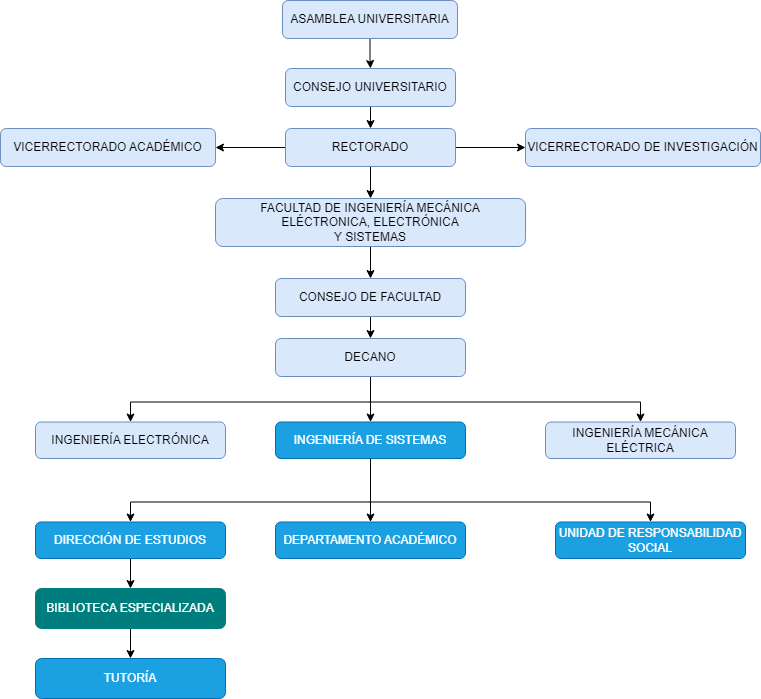 ASAMBLEA UNIVERSITARIA
CONSEJO UNIVERSITARIO
VICERRECTORADO ACADÉMICO
RECTORADO
VICERRECTORADO DE INVESTIGACIÓN
FACULTAD DE INGENIERÍA MECÁNICA
ELÉCTRONICA, ELECTRÓNICA
Y SISTEMAS
CONSEJO DE FACULTAD
DECANO
INGENIERÍA ELECTRÓNICA
INGENIERÍA DE SISTEMAS
INGENIERÍA MECÁNICA
ELÉCTRICA
DIRECCIÓN DE ESTUDIOS
DEPARTAMENTO ACADÉMICO
UNIDAD DE RESPONSABILIDAD
SOCIAL
BIBLIOTECA ESPECIALIZADA
TUTORÍA